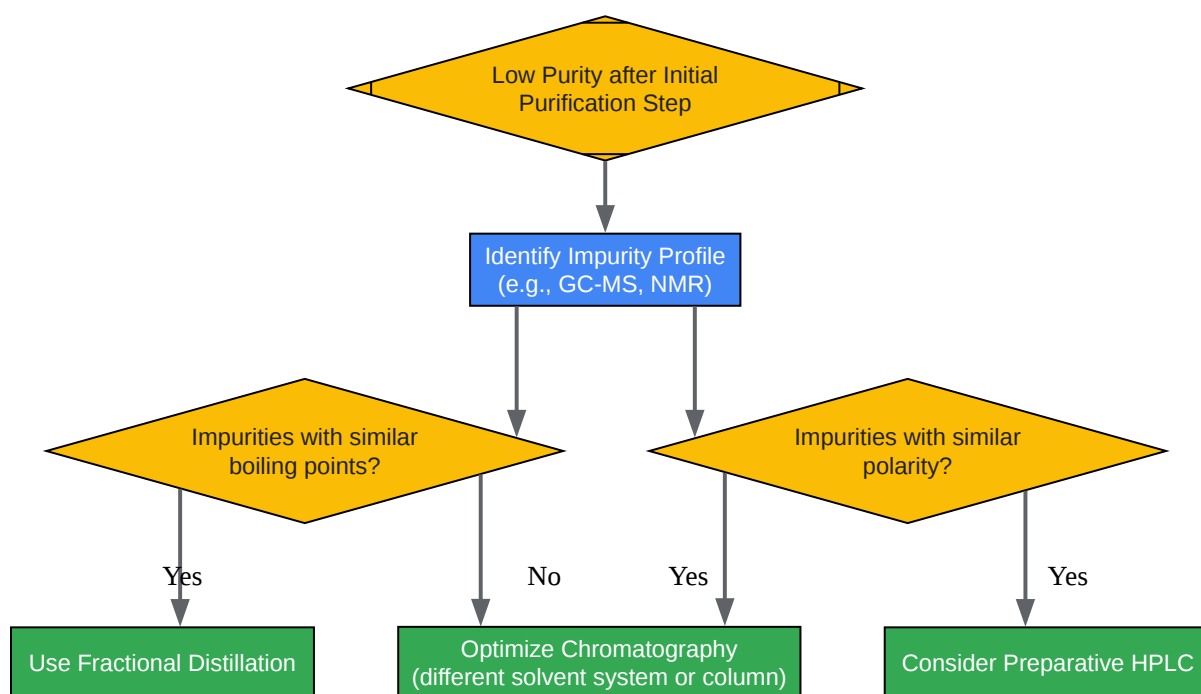 Low Purity after Initial
Purification Step
Identify Impurity Profile
(e.g., GC-MS, NMR)
Impurities with similar
boiling points?
Impurities with similar
polarity?
Yes
No
Yes
Yes
Use Fractional Distillation
Optimize Chromatography
(different solvent system or column)
Consider Preparative HPLC